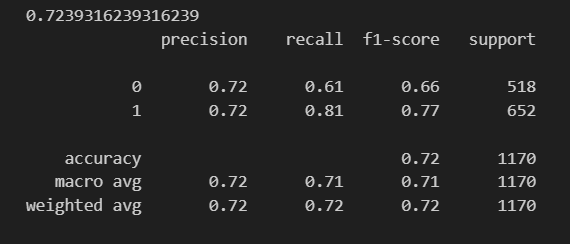 0.7239316239316239
precision recall f1-score support
0 0.72 0.61 0.66 518
1 0.72 0.81 0.77 652
accuracy 0.72 1170
macro avg 0.72 0.71 0.71 1170
weighted avg 0.72 0.72 0.72 1170